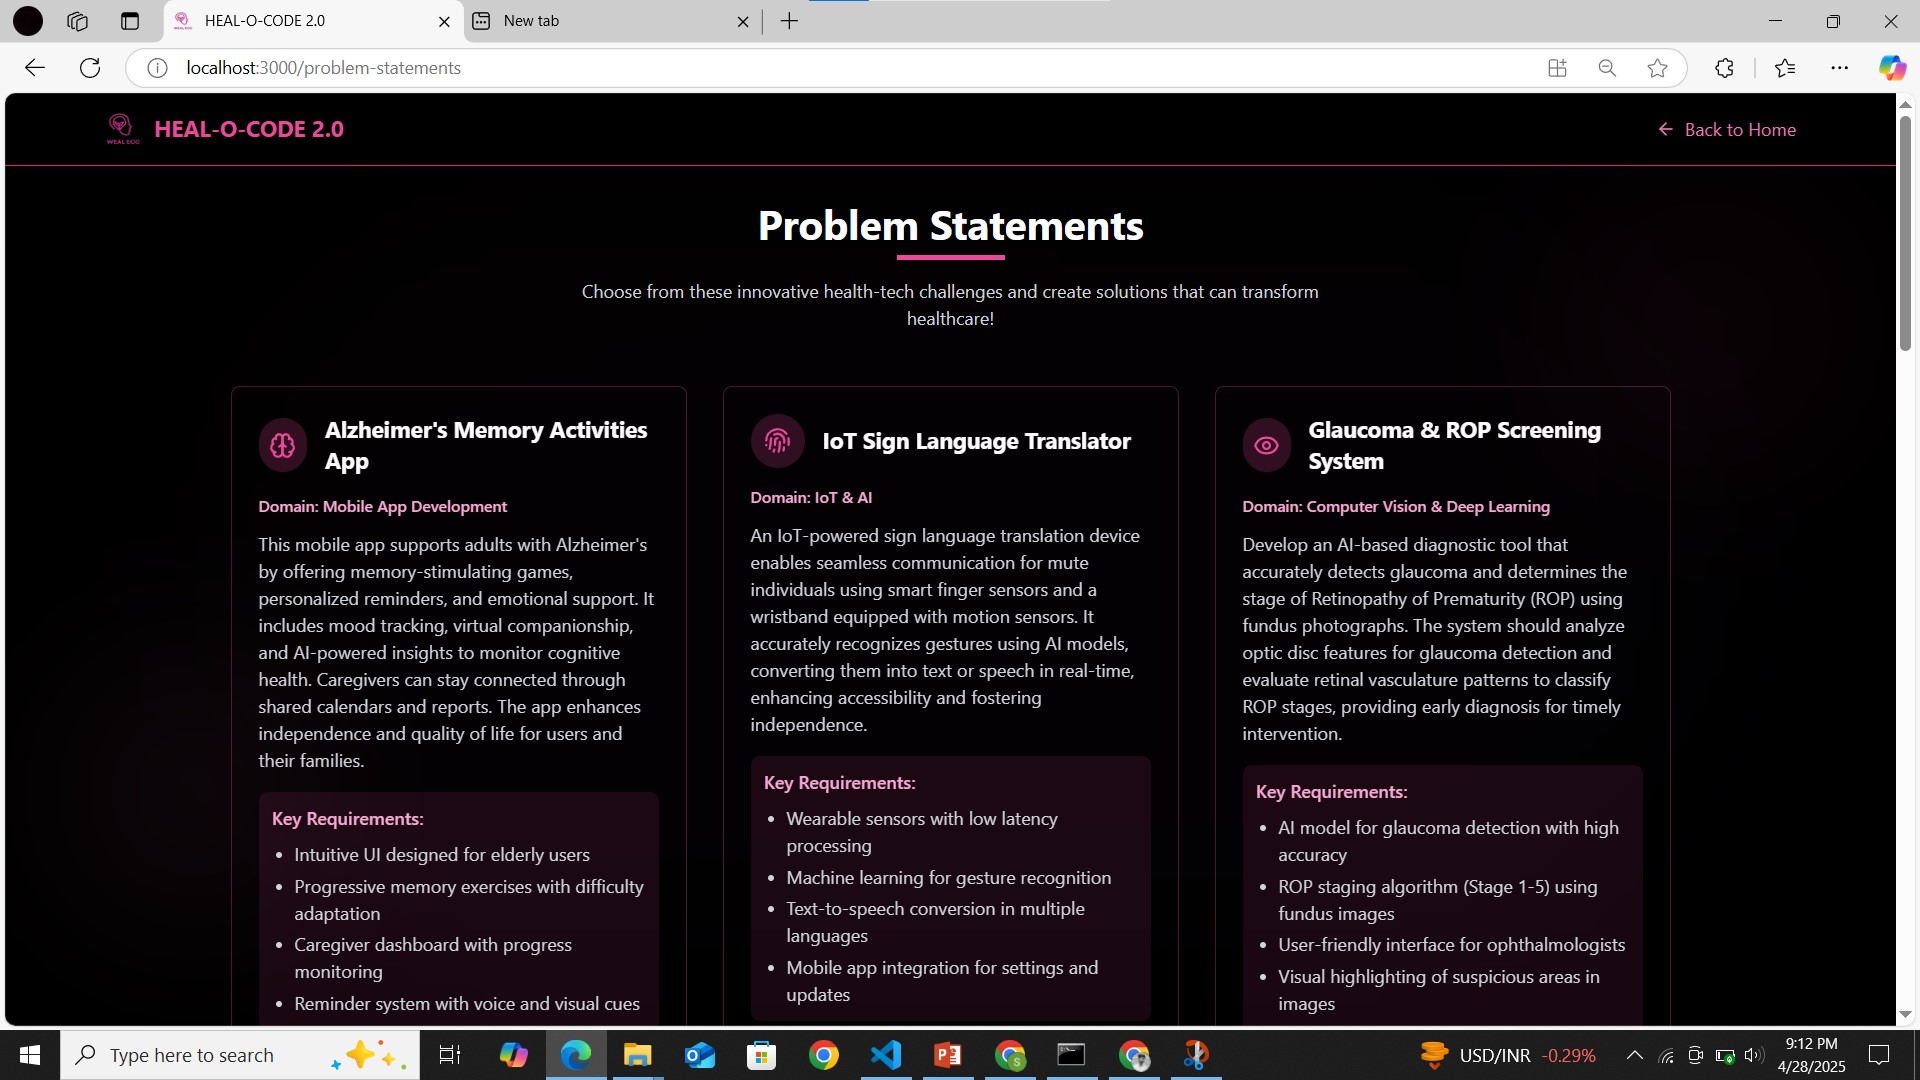 HEAL-O-CODE 2.0
New tab
localhost:3000/problem-statements
WEAL EOC
HEAL-O-CODE 2.0
Back to Home
Problem Statements
Choose from these innovative health-tech challenges and create solutions that can transform
healthcare!
Alzheimer's Memory Activities
App
Domain: Mobile App Development
This mobile app supports adults with Alzheimer's
by offering memory-stimulating games,
personalized reminders, and emotional support. It
includes mood tracking, virtual companionship,
and AI-powered insights to monitor cognitive
health. Caregivers can stay connected through
shared calendars and reports. The app enhances
independence and quality of life for users and
their families.
Key Requirements:
• Intuitive UI designed for elderly users
• Progressive memory exercises with difficulty
adaptation
• Caregiver dashboard with progress
monitoring
• Reminder system with voice and visual cues
IoT Sign Language Translator
Domain: IoT & AI
An IoT-powered sign language translation device
enables seamless communication for mute
individuals using smart finger sensors and a
wristband equipped with motion sensors. It
accurately recognizes gestures using AI models,
converting them into text or speech in real-time,
enhancing accessibility and fostering
independence.
Key Requirements:
• Wearable sensors with low latency
processing
• Machine learning for gesture recognition
• Text-to-speech conversion in multiple
languages
• Mobile app integration for settings and
updates
Glaucoma & ROP Screening
System
Domain: Computer Vision & Deep Learning
Develop an AI-based diagnostic tool that
accurately detects glaucoma and determines the
stage of Retinopathy of Prematurity (ROP) using
fundus photographs. The system should analyze
optic disc features for glaucoma detection and
evaluate retinal vasculature patterns to classify
ROP stages, providing early diagnosis for timely
intervention.
Key Requirements:
• AI model for glaucoma detection with high
accuracy
• ROP staging algorithm (Stage 1-5) using
fundus images
• User-friendly interface for ophthalmologists
• Visual highlighting of suspicious areas in
images
Type here to search
USD/INR -0.29%
9:12 PM
4/28/2025